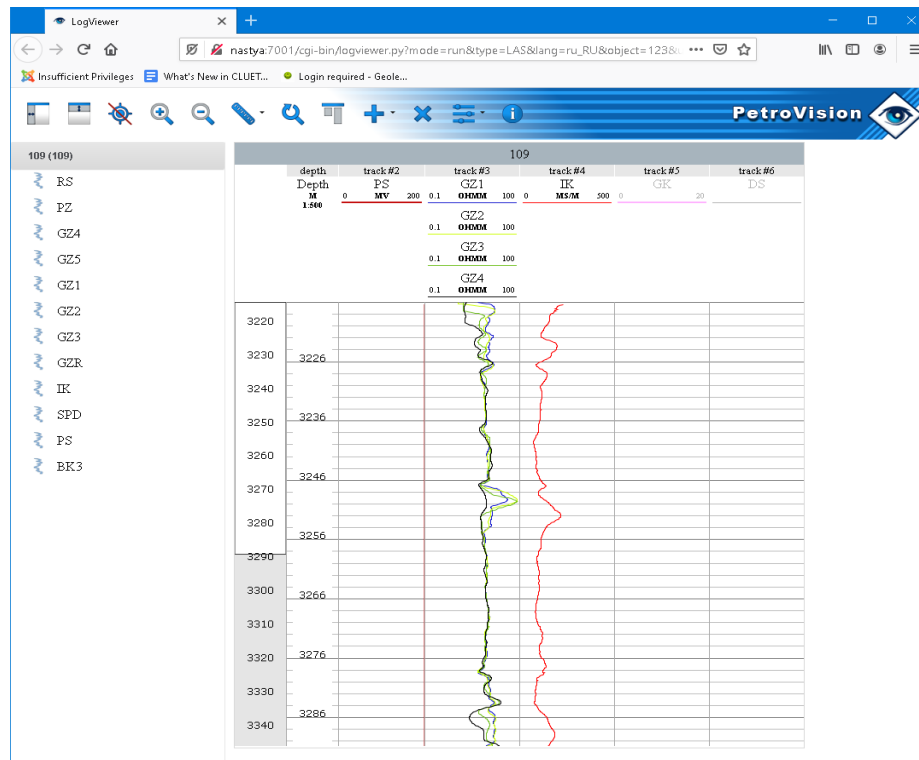 LogViewer
nastya:7001/cgi-bin/logviewer.py?mode=run&type=LAS&lang=ru_RU&object=123&
Insufficient Privileges What's New in CLUET... Login required - Geole...
PetroVision
109 (109)
RS
PZ
GZ4
GZ5
GZ1
GZ2
GZ3
GZR
IK
SPD
PS
BK3
109
depth track #2 track #3 track #4 track #5 track #6
Depth PS GZ1 IK GK DS
M 0 MV 200 0.1 OHMM 100 0 MS/M 500 0 20
1:500
GZ2
0.1 OHMM 100
GZ3
0.1 OHMM 100
GZ4
0.1 OHMM 100
3220
3230
3240
3250
3260
3270
3280
3290
3300
3310
3320
3330
3340
3226
3236
3246
3256
3266
3276
3286